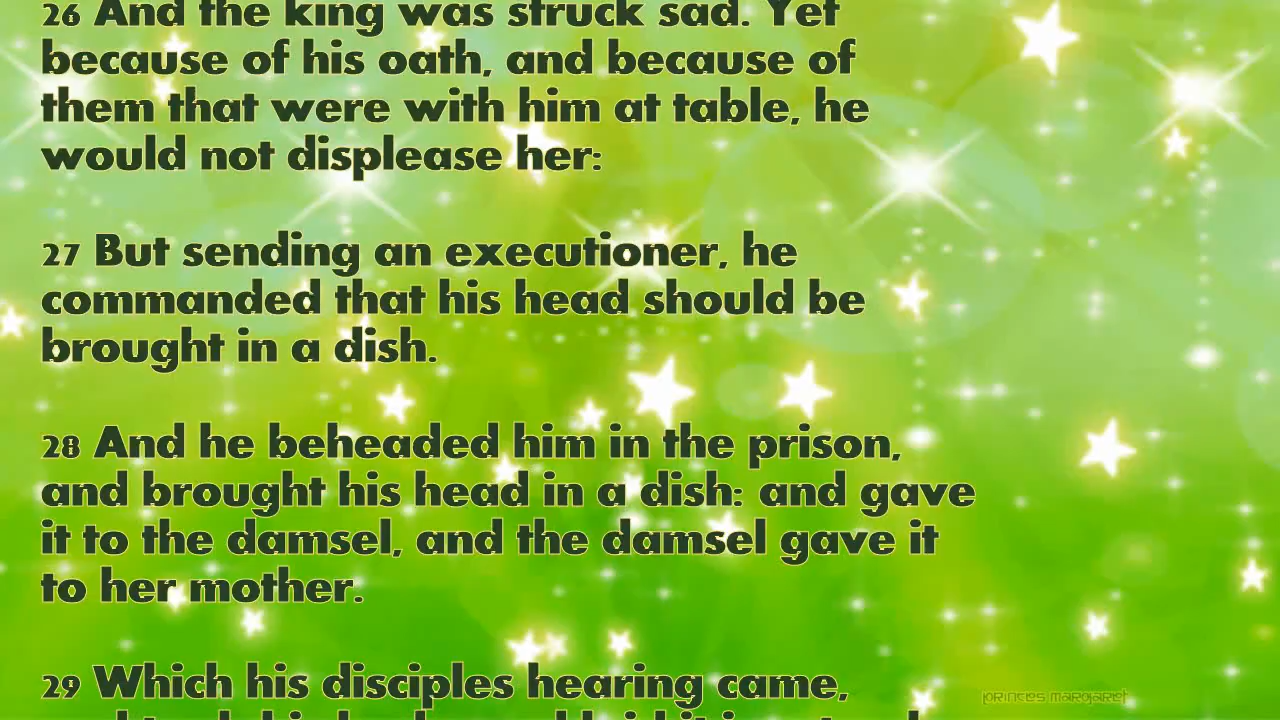 26 And the king was struck sad. Yet
because of his oath, and because of
them that were with him at table, he
would not displease her:
27 But sending an executioner, he
commanded that his head should be
brought in a dish.
28 And he beheaded him in the prison,
and brought his head in a dish: and gave
it to the damsel, and the damsel gave it
to her mother.
29 Which his disciples hearing came,
princes margaret